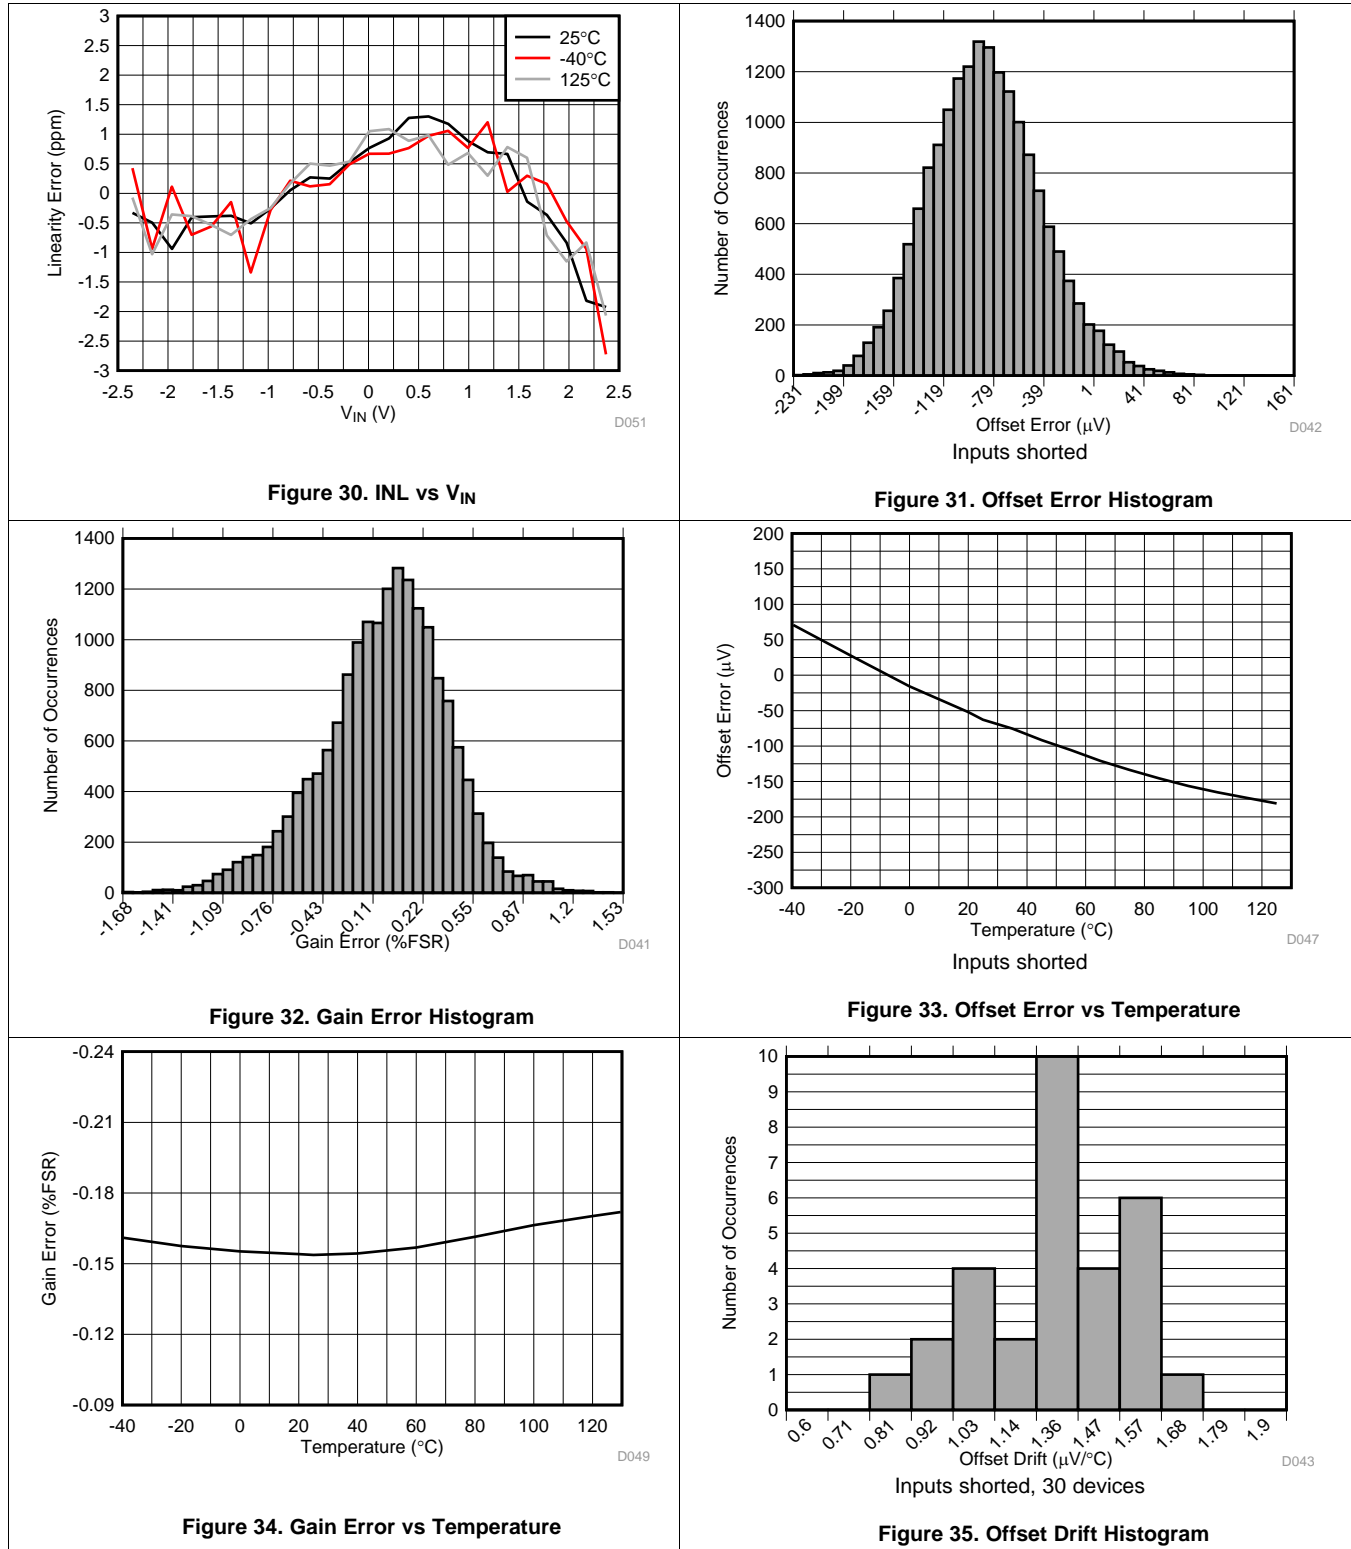 3
2.5
2
1.5
1
0.5
0
-0.5
-1
-1.5
-2
-2.5
-3
Linearity Error (ppm)
25°C
-40°C
125°C
-2.5 -2 -1.5 -1 -0.5 0 0.5 1 1.5 2 2.5
VIN (V)
D051
Figure 30. INL vs VIN
1400
1200
1000
800
600
400
200
0
Number of Occurrences
-231 -199 -159 -119 -79 -39 1 41 81 121 161
Offset Error (µV)
D042
Inputs shorted
Figure 31. Offset Error Histogram
1400
1200
1000
800
600
400
200
0
Number of Occurrences
-1.68 -1.41 -1.09 -0.76 -0.43 -0.11 0.22 0.55 0.87 1.2 1.53
Gain Error (%FSR)
D041
Figure 32. Gain Error Histogram
200
150
100
50
0
-50
-100
-150
-200
-250
-300
Offset Error (µV)
-40 -20 0 20 40 60 80 100 120
Temperature (°C)
D047
Inputs shorted
Figure 33. Offset Error vs Temperature
-0.24
-0.21
-0.18
-0.15
-0.12
-0.09
Gain Error (%FSR)
-40 -20 0 20 40 60 80 100 120
Temperature (°C)
D049
Figure 34. Gain Error vs Temperature
10
9
8
7
6
5
4
3
2
1
0
Number of Occurrences
0.6 0.71 0.81 0.92 1.03 1.14 1.36 1.47 1.57 1.68 1.79 1.9
Offset Drift (µV/°C)
D043
Inputs shorted, 30 devices
Figure 35. Offset Drift Histogram